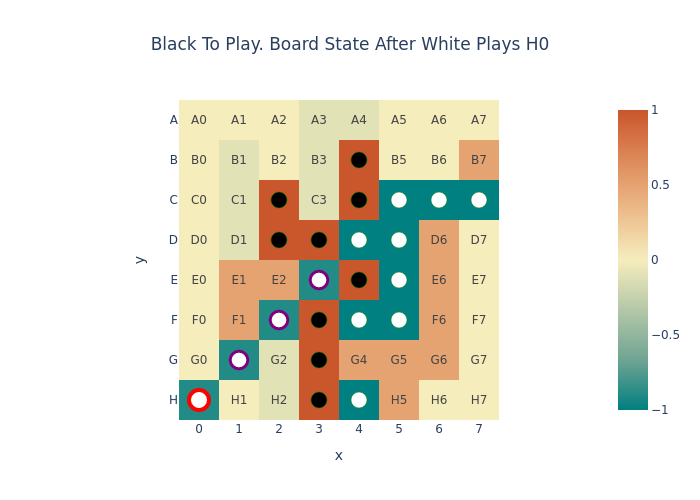 Black To Play. Board State After White Plays H0
A A0 A1 A2 A3 A4 A5 A6 A7
B B0 B1 B2 B3 B5 B6 B7
C C0 C1 C3
D D0 D1 D6 D7
E E0 E1 E2 E6 E7
F F0 F1 F6 F7
G G0 G2 G4 G5 G6 G7
H H1 H2 H5 H6 H7
0 1 2 3 4 5 6 7
x
y
1
0.5
0
−0.5
−1